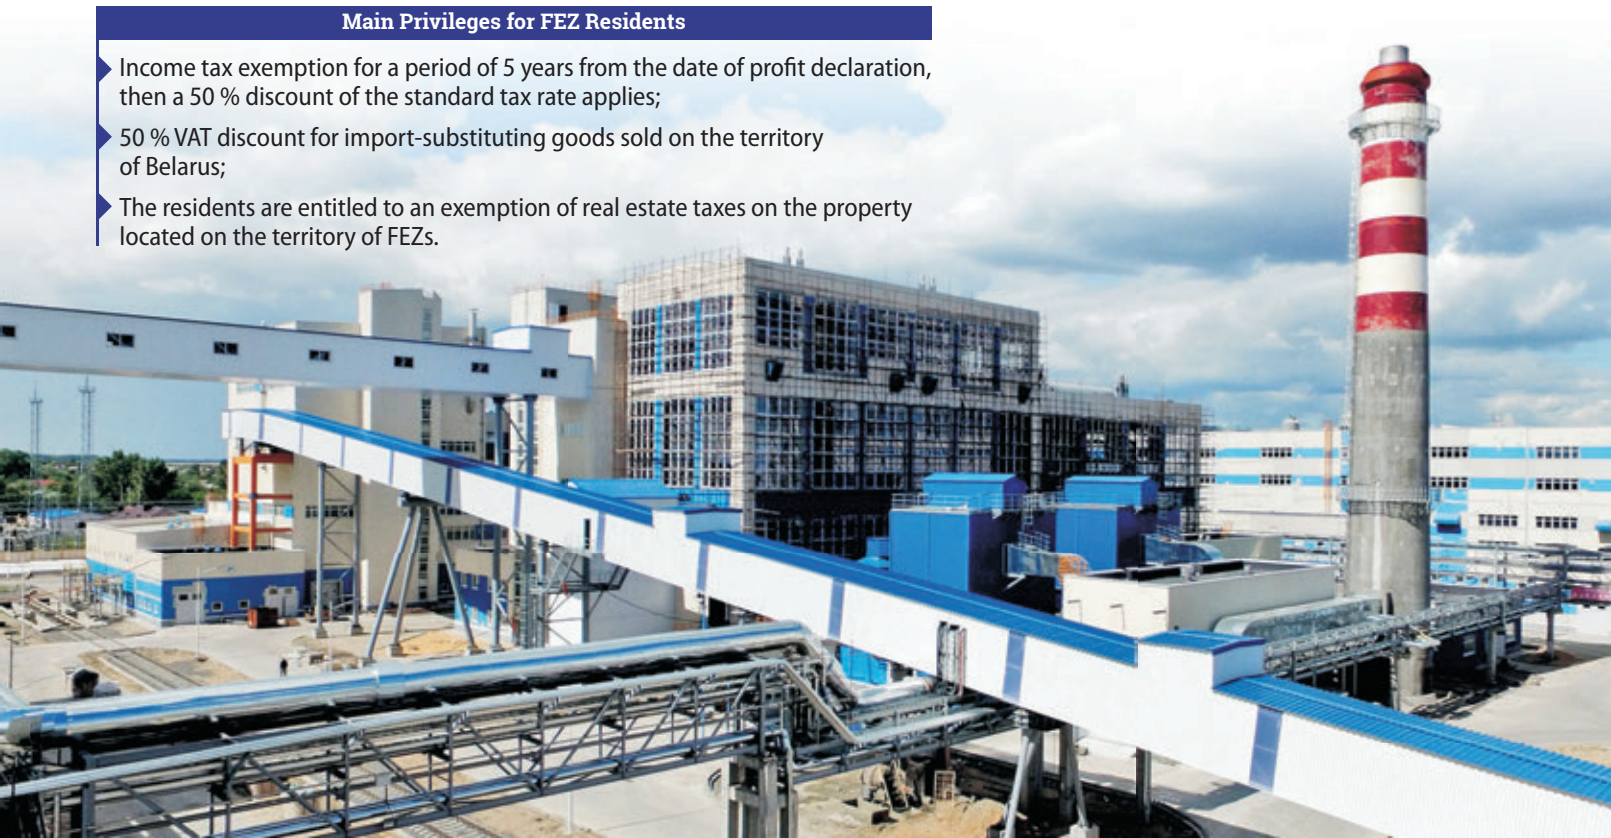 Main Privileges for FEZ Residents
Income tax exemption for a period of 5 years from the date of profit declaration,
then a 50 % discount of the standard tax rate applies;
50 % VAT discount for import-substituting goods sold on the territory
of Belarus;
The residents are entitled to an exemption of real estate taxes on the property
located on the territory of FEZs.